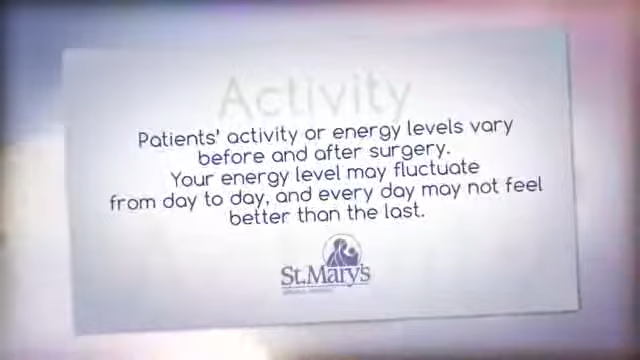 Activity
Patients' activity or energy levels vary
before and after surgery.
Your energy level may fluctuate
from day to day, and every day may not feel
better than the last.
St.Mary's